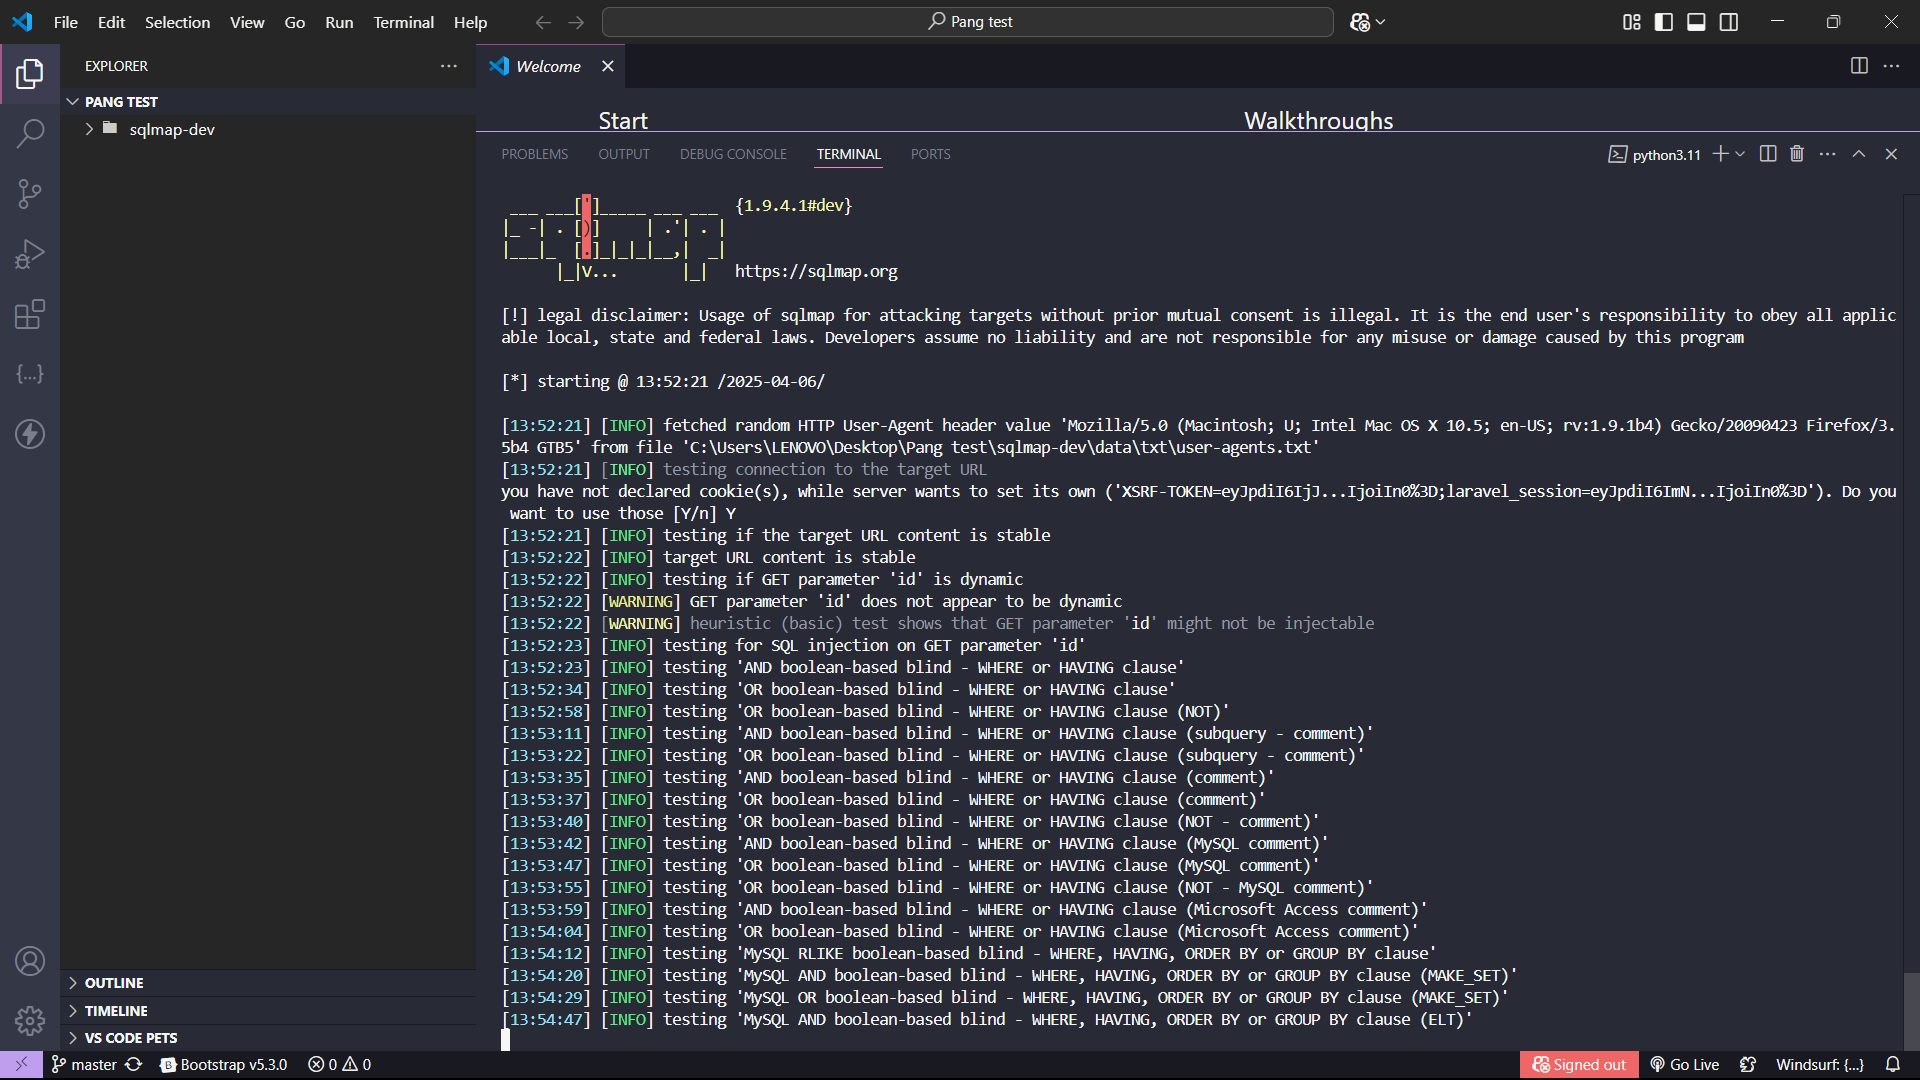 File Edit Selection View Go Run Terminal Help
Pang test
EXPLORER
Welcome
PANG TEST
sqlmap-dev
Start
Walkthroughs
PROBLEMS OUTPUT DEBUG CONSOLE TERMINAL PORTS
python3.11
 ___ ___[']_____ ___ ___  {1.9.4.1#dev}
|_ -| . [)]     | .'| . |
|___|_  [.]_|_|_|__,|  _|
      |_|V...       |_|   https://sqlmap.org
[!] legal disclaimer: Usage of sqlmap for attacking targets without prior mutual consent is illegal. It is the end user's responsibility to obey all applic
able local, state and federal laws. Developers assume no liability and are not responsible for any misuse or damage caused by this program
[*] starting @ 13:52:21 /2025-04-06/
[13:52:21] [INFO] fetched random HTTP User-Agent header value 'Mozilla/5.0 (Macintosh; U; Intel Mac OS X 10.5; en-US; rv:1.9.1b4) Gecko/20090423 Firefox/3.
5b4 GTB5' from file 'C:\Users\LENOVO\Desktop\Pang test\sqlmap-dev\data\txt\user-agents.txt'
[13:52:21] [INFO] testing connection to the target URL
you have not declared cookie(s), while server wants to set its own ('XSRF-TOKEN=eyJpdiI6IjJ...IjoiIn0%3D;laravel_session=eyJpdiI6ImN...IjoiIn0%3D'). Do you
 want to use those [Y/n] Y
[13:52:21] [INFO] testing if the target URL content is stable
[13:52:22] [INFO] target URL content is stable
[13:52:22] [INFO] testing if GET parameter 'id' is dynamic
[13:52:22] [WARNING] GET parameter 'id' does not appear to be dynamic
[13:52:22] [WARNING] heuristic (basic) test shows that GET parameter 'id' might not be injectable
[13:52:23] [INFO] testing for SQL injection on GET parameter 'id'
[13:52:23] [INFO] testing 'AND boolean-based blind - WHERE or HAVING clause'
[13:52:34] [INFO] testing 'OR boolean-based blind - WHERE or HAVING clause'
[13:52:58] [INFO] testing 'OR boolean-based blind - WHERE or HAVING clause (NOT)'
[13:53:11] [INFO] testing 'AND boolean-based blind - WHERE or HAVING clause (subquery - comment)'
[13:53:22] [INFO] testing 'OR boolean-based blind - WHERE or HAVING clause (subquery - comment)'
[13:53:35] [INFO] testing 'AND boolean-based blind - WHERE or HAVING clause (comment)'
[13:53:37] [INFO] testing 'OR boolean-based blind - WHERE or HAVING clause (comment)'
[13:53:40] [INFO] testing 'OR boolean-based blind - WHERE or HAVING clause (NOT - comment)'
[13:53:42] [INFO] testing 'AND boolean-based blind - WHERE or HAVING clause (MySQL comment)'
[13:53:47] [INFO] testing 'OR boolean-based blind - WHERE or HAVING clause (MySQL comment)'
[13:53:55] [INFO] testing 'OR boolean-based blind - WHERE or HAVING clause (NOT - MySQL comment)'
[13:53:59] [INFO] testing 'AND boolean-based blind - WHERE or HAVING clause (Microsoft Access comment)'
[13:54:04] [INFO] testing 'OR boolean-based blind - WHERE or HAVING clause (Microsoft Access comment)'
[13:54:12] [INFO] testing 'MySQL RLIKE boolean-based blind - WHERE, HAVING, ORDER BY or GROUP BY clause'
[13:54:20] [INFO] testing 'MySQL AND boolean-based blind - WHERE, HAVING, ORDER BY or GROUP BY clause (MAKE_SET)'
[13:54:29] [INFO] testing 'MySQL OR boolean-based blind - WHERE, HAVING, ORDER BY or GROUP BY clause (MAKE_SET)'
[13:54:47] [INFO] testing 'MySQL AND boolean-based blind - WHERE, HAVING, ORDER BY or GROUP BY clause (ELT)'
OUTLINE
TIMELINE
VS CODE PETS
master Bootstrap v5.3.0 0 0 Signed out Go Live Windsurf: {...}